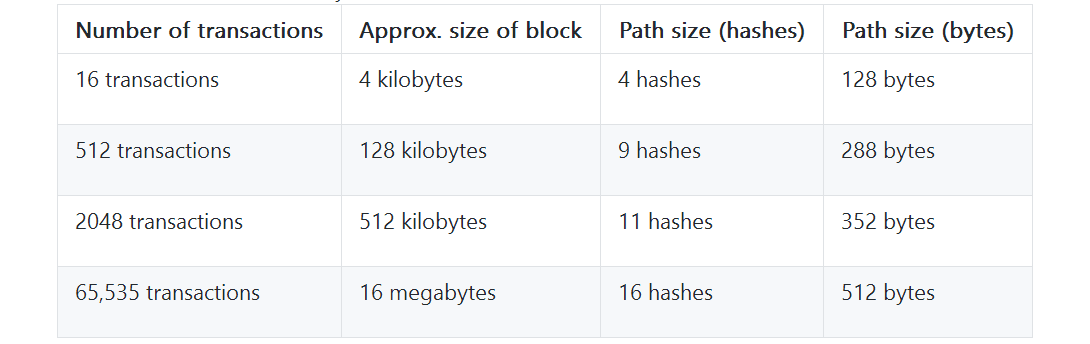 Number of transactions Approx. size of block Path size (hashes) Path size (bytes)
16 transactions 4 kilobytes 4 hashes 128 bytes
512 transactions 128 kilobytes 9 hashes 288 bytes
2048 transactions 512 kilobytes 11 hashes 352 bytes
65,535 transactions 16 megabytes 16 hashes 512 bytes